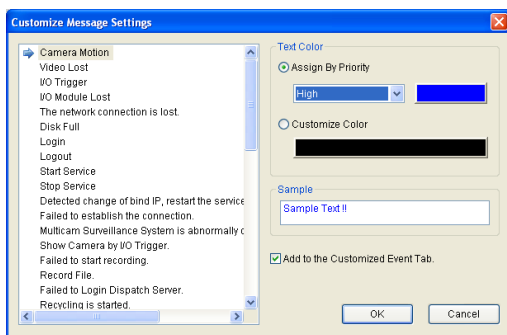 Customize Message Settings
Camera Motion
Video Lost
I/O Trigger
I/O Module Lost
The network connection is lost.
Disk Full
Login
Logout
Start Service
Stop Service
Detected change of bind IP, restart the service
Failed to establish the connection.
Multicam Surveillance System is abnormally
Show Camera by I/O Trigger.
Failed to start recording.
Record File.
Failed to Login Dispatch Server.
Recycling is started.
Text Color
Assign By Priority
High
Customize Color
Sample
Sample Text !!
Add to the Customized Event Tab.
OK
Cancel